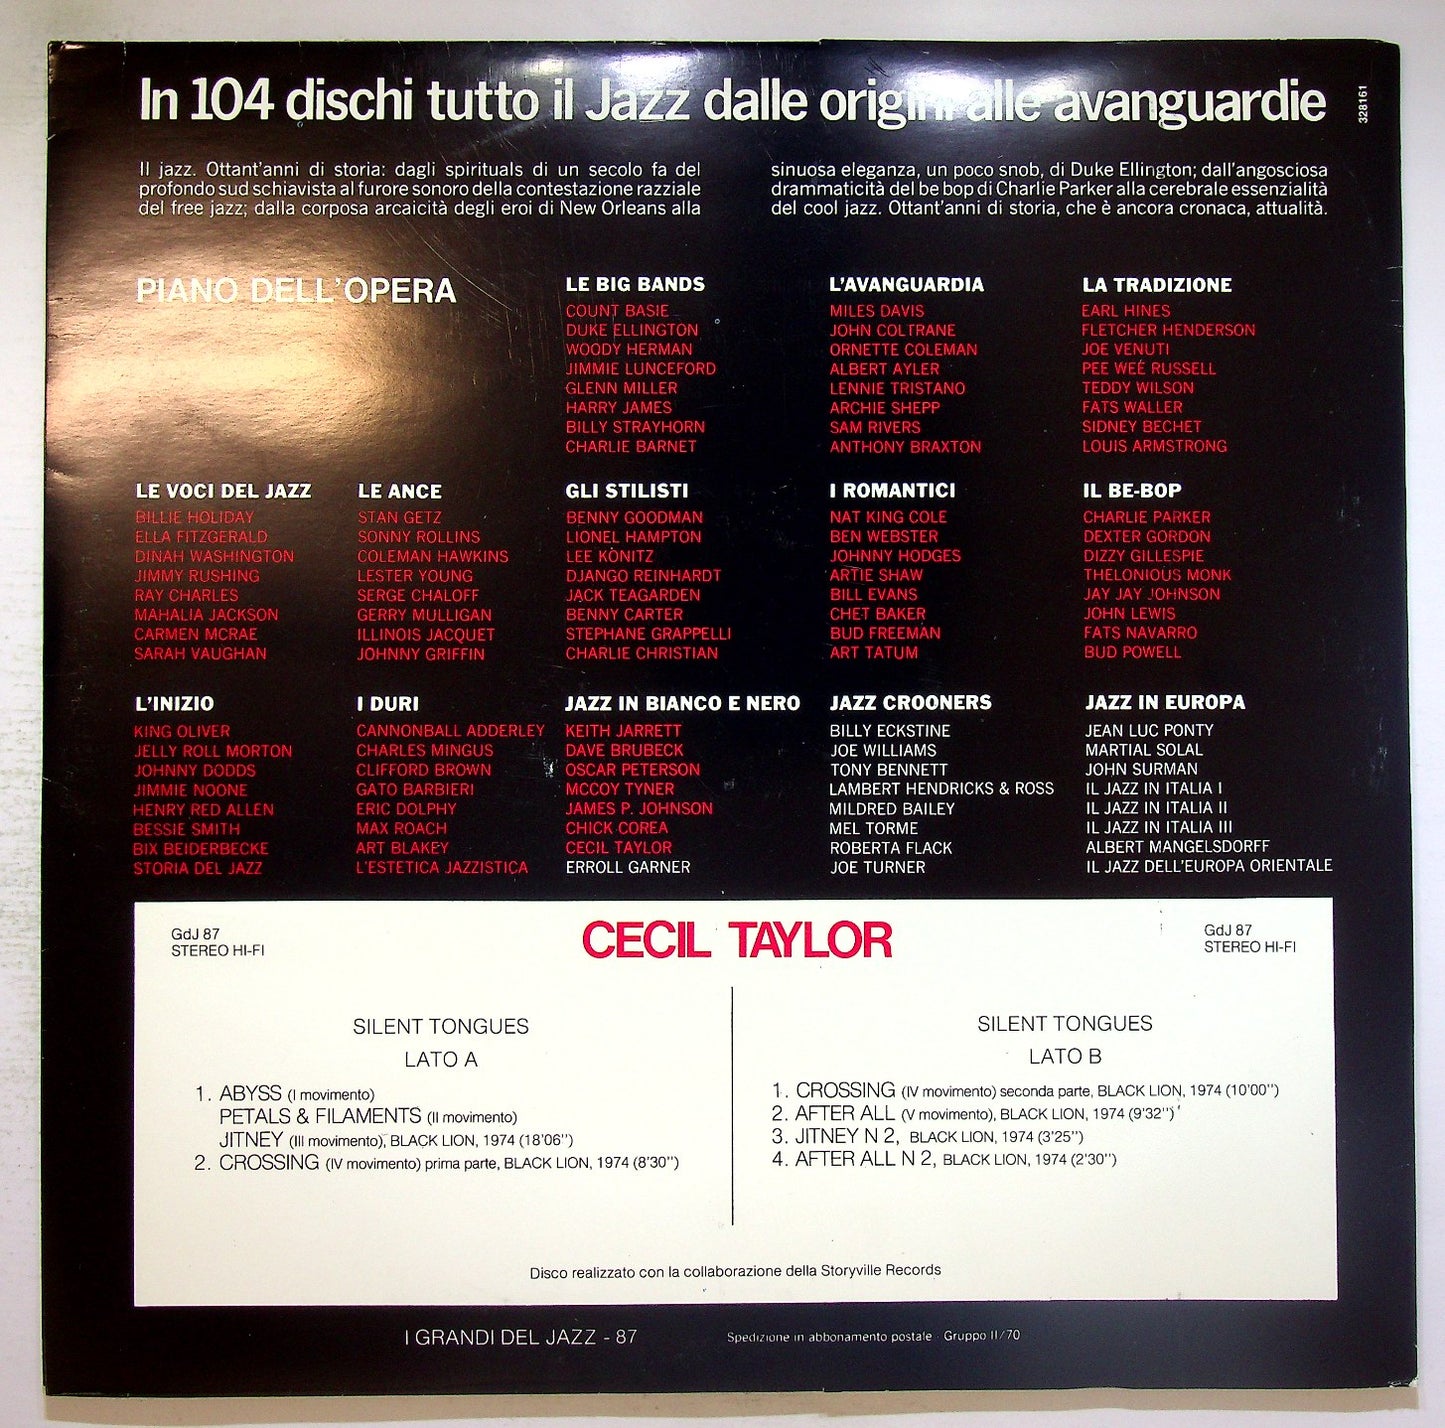 In 104 dischi tutto il Jazz dalle origini alle avanguardie
328161
Il jazz. Ottant'anni di storia: dagli spirituals di un secolo fa del
profondo sud schiavista al furore sonoro della contestazione razziale
del free jazz; dalla corposa arcaicità degli eroi di New Orleans alla
sinuosa eleganza, un poco snob, di Duke Ellington; dall'angosciosa
drammaticità del be bop di Charlie Parker alla cerebrale essenzialità
del cool jazz. Ottant'anni di storia, che è ancora cronaca, attualità.
PIANO DELL'OPERA
LE BIG BANDS
COUNT BASIE
DUKE ELLINGTON
WOODY HERMAN
JIMMIE LUNCEFORD
GLENN MILLER
HARRY JAMES
BILLY STRAYHORN
CHARLIE BARNET
L'AVANGUARDIA
MILES DAVIS
JOHN COLTRANE
ORNETTE COLEMAN
ALBERT AYLER
LENNIE TRISTANO
ARCHIE SHEPP
SAM RIVERS
ANTHONY BRAXTON
LA TRADIZIONE
EARL HINES
FLETCHER HENDERSON
JOE VENUTI
PEE WEE RUSSELL
TEDDY WILSON
FATS WALLER
SIDNEY BECHET
LOUIS ARMSTRONG
LE VOCI DEL JAZZ
BILLIE HOLIDAY
ELLA FITZGERALD
DINAH WASHINGTON
JIMMY RUSHING
RAY CHARLES
MAHALIA JACKSON
CARMEN MCRAE
SARAH VAUGHAN
LE ANCE
STAN GETZ
SONNY ROLLINS
COLEMAN HAWKINS
LESTER YOUNG
SERGE CHALOFF
GERRY MULLIGAN
ILLINOIS JACQUET
JOHNNY GRIFFIN
GLI STILISTI
BENNY GOODMAN
LIONEL HAMPTON
LEE KONITZ
DJANGO REINHARDT
JACK TEAGARDEN
BENNY CARTER
STEPHANE GRAPPELLI
CHARLIE CHRISTIAN
I ROMANTICI
NAT KING COLE
BEN WEBSTER
JOHNNY HODGES
ARTIE SHAW
BILL EVANS
CHET BAKER
BUD FREEMAN
ART TATUM
IL BE-BOP
CHARLIE PARKER
DEXTER GORDON
DIZZY GILLESPIE
THELONIOUS MONK
JAY JAY JOHNSON
JOHN LEWIS
FATS NAVARRO
BUD POWELL
L'INIZIO
KING OLIVER
JELLY ROLL MORTON
JOHNNY DODDS
JIMMIE NOONE
HENRY RED ALLEN
BESSIE SMITH
BIX BEIDERBECKE
STORIA DEL JAZZ
I DURI
CANNONBALL ADDERLEY
CHARLES MINGUS
CLIFFORD BROWN
GATO BARBIERI
ERIC DOLPHY
MAX ROACH
ART BLAKEY
L'ESTETICA JAZZISTICA
JAZZ IN BIANCO E NERO
KEITH JARRETT
DAVE BRUBECK
OSCAR PETERSON
MCCOY TYNER
JAMES P. JOHNSON
CHICK COREA
CECIL TAYLOR
ERROLL GARNER
JAZZ CROONERS
BILLY ECKSTINE
JOE WILLIAMS
TONY BENNETT
LAMBERT HENDRICKS & ROSS
MILDRED BAILEY
MEL TORME
ROBERTA FLACK
JOE TURNER
JAZZ IN EUROPA
JEAN LUC PONTY
MARTIAL SOLAL
JOHN SURMAN
IL JAZZ IN ITALIA I
IL JAZZ IN ITALIA II
IL JAZZ IN ITALIA III
ALBERT MANGELSDORFF
IL JAZZ DELL'EUROPA ORIENTALE
GdJ 87
STEREO HI-FI
CECIL TAYLOR
GdJ 87
STEREO HI-FI
SILENT TONGUES
LATO A
1. ABYSS (I movimento)
PETALS & FILAMENTS (II movimento)
JITNEY (III movimento), BLACK LION, 1974 (18'06")
2. CROSSING (IV movimento) prima parte, BLACK LION, 1974 (8'30")
SILENT TONGUES
LATO B
1. CROSSING (IV movimento) seconda parte, BLACK LION, 1974 (10'00")
2. AFTER ALL (V movimento), BLACK LION, 1974 (9'32")
3. JITNEY N 2, BLACK LION, 1974 (3'25")
4. AFTER ALL N 2, BLACK LION, 1974 (2'30")
Disco realizzato con la collaborazione della Storyville Records
I GRANDI DEL JAZZ - 87
Spedizione in abbonamento postale - Gruppo II/70